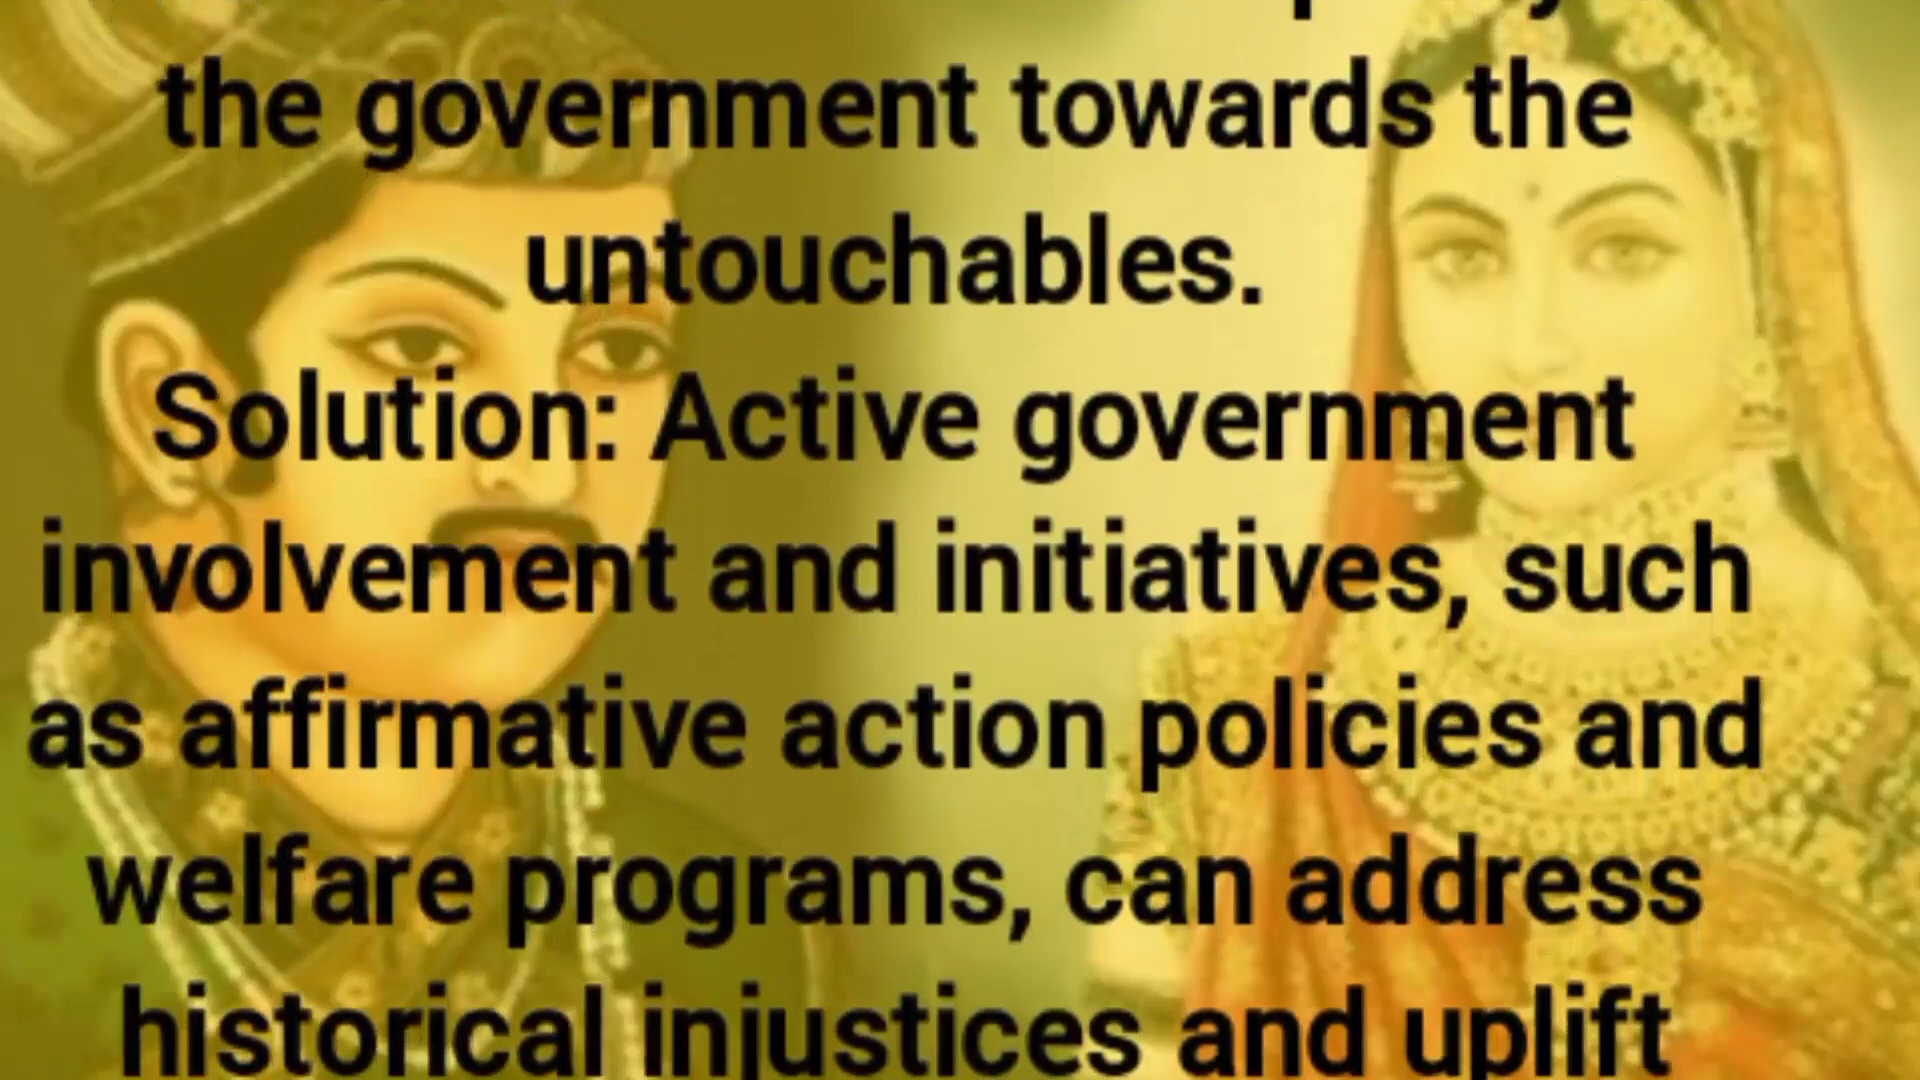 the government towards the
untouchables.
Solution: Active government
involvement and initiatives, such
as affirmative action policies and
welfare programs, can address
historical injustices and uplift